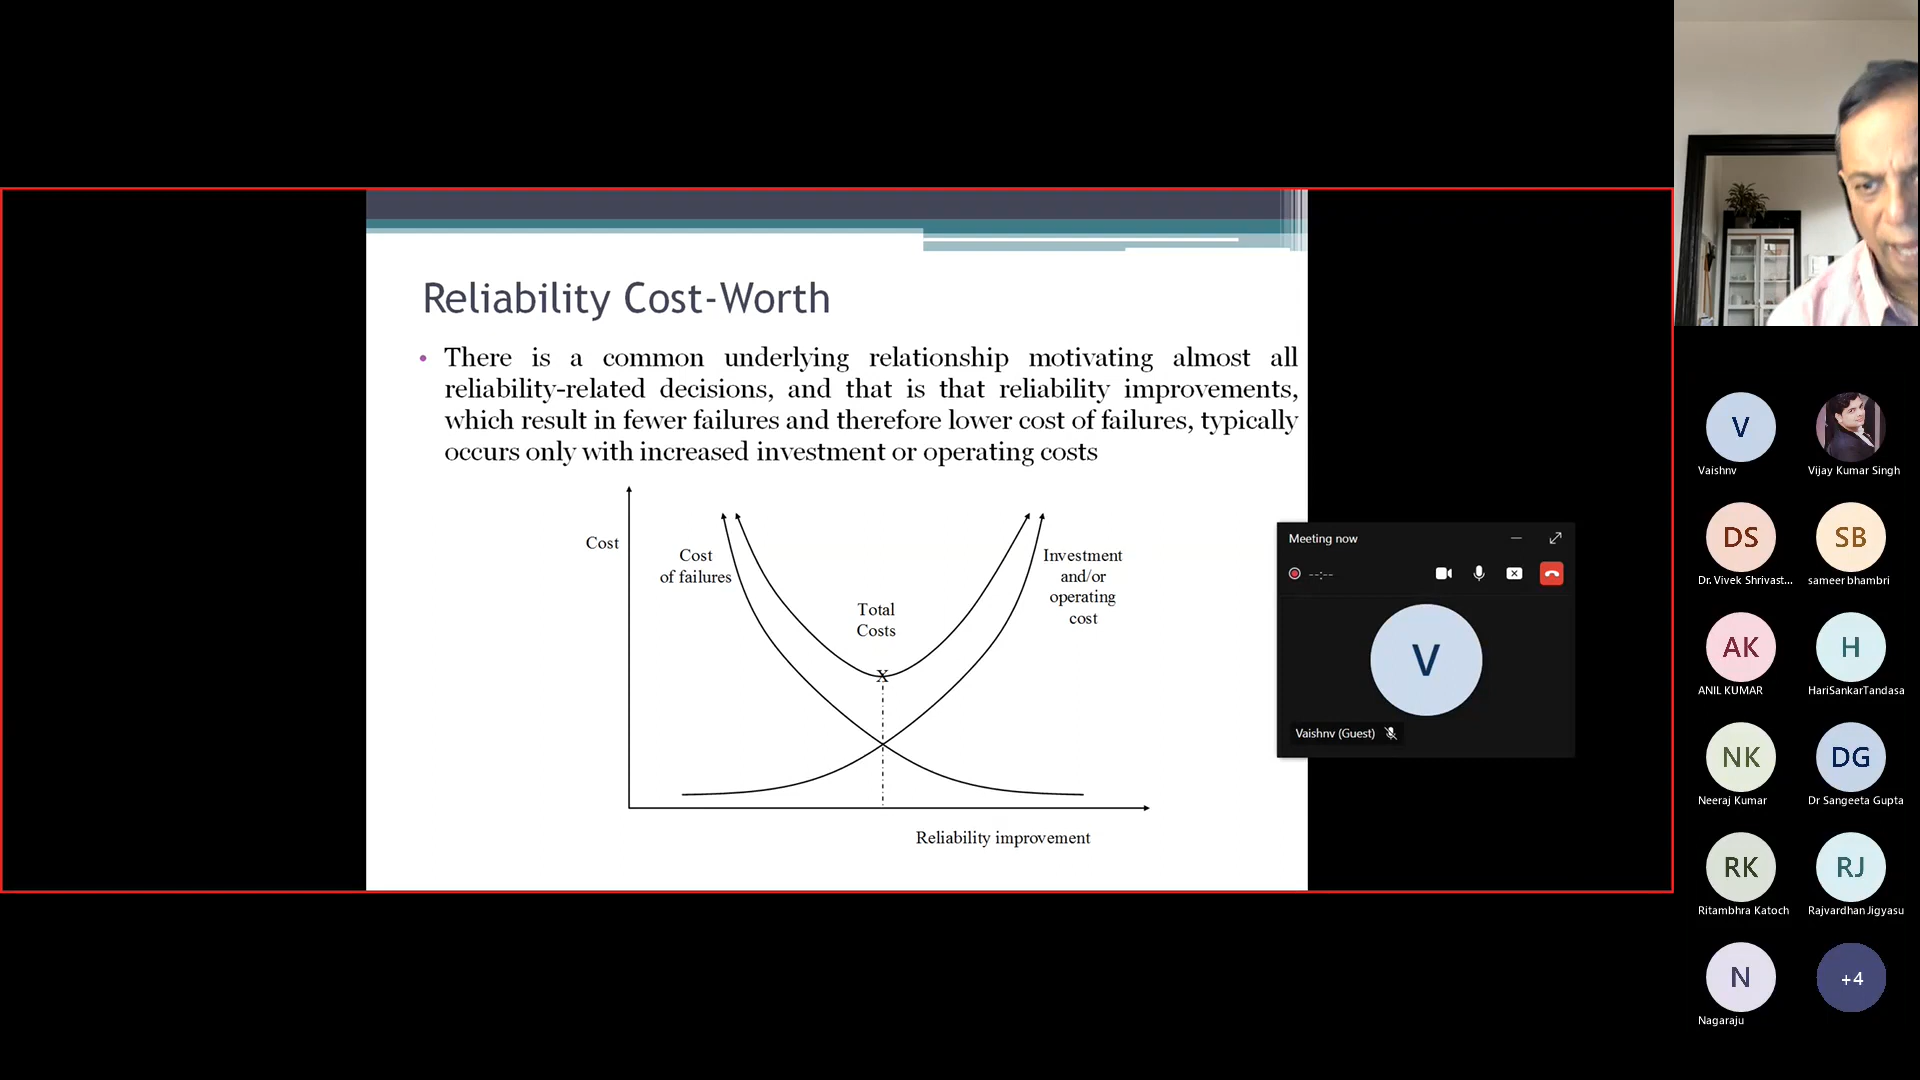 Reliability Cost-Worth
• There is a common underlying relationship motivating almost all
reliability-related decisions, and that is that reliability improvements,
which result in fewer failures and therefore lower cost of failures, typically
occurs only with increased investment or operating costs
Cost
Cost
of failures
Total
Costs
X
Investment
and/or
operating
cost
Reliability improvement
Meeting now
--:--
V
Vaishnv (Guest)
V
Vaishnv
Vijay Kumar Singh
DS
Dr. Vivek Shrivast...
SB
sameer bhambri
AK
ANIL KUMAR
H
HariSankarTandasa
NK
Neeraj Kumar
DG
Dr Sangeeta Gupta
RK
Ritambhra Katoch
RJ
Rajvardhan Jigyasu
N
Nagaraju
+4